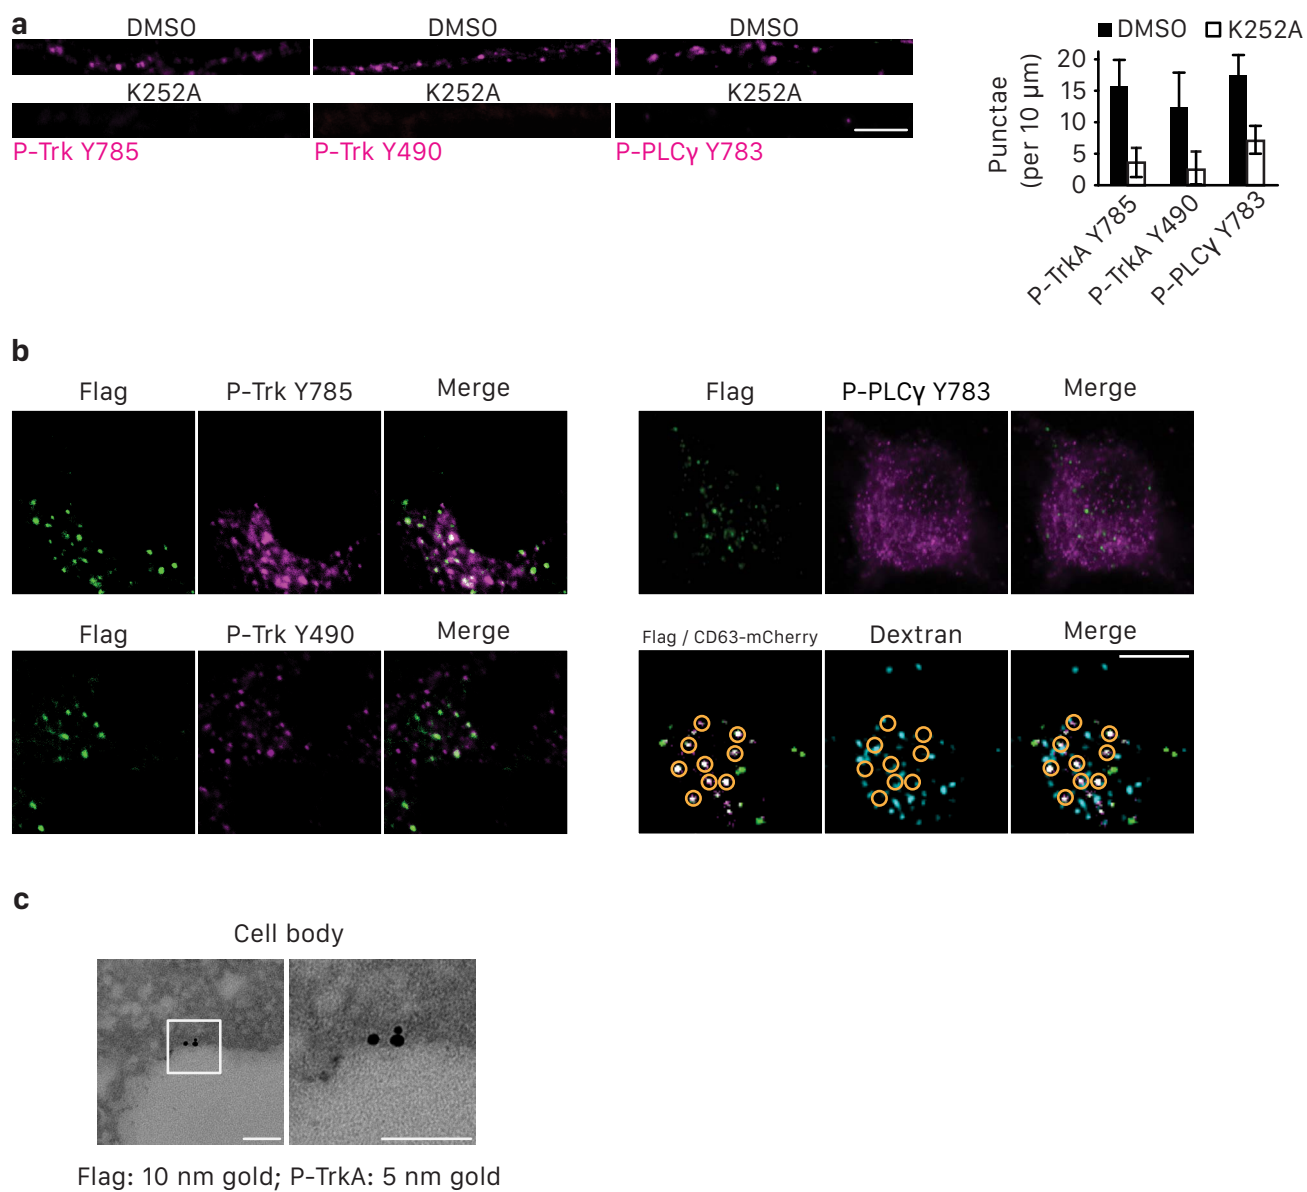 a
DMSO DMSO DMSO
K252A K252A K252A
P-Trk Y785 P-Trk Y490 P-PLCγ Y783
DMSO K252A
Punctae
(per 10 µm)
20
15
10
5
0
P-TrkA Y785
P-TrkA Y490
P-PLCγ Y783
b
Flag P-Trk Y785 Merge
Flag P-PLCγ Y783 Merge
Flag P-Trk Y490 Merge
Flag / CD63-mCherry Dextran Merge
c
Cell body
Flag: 10 nm gold; P-TrkA: 5 nm gold